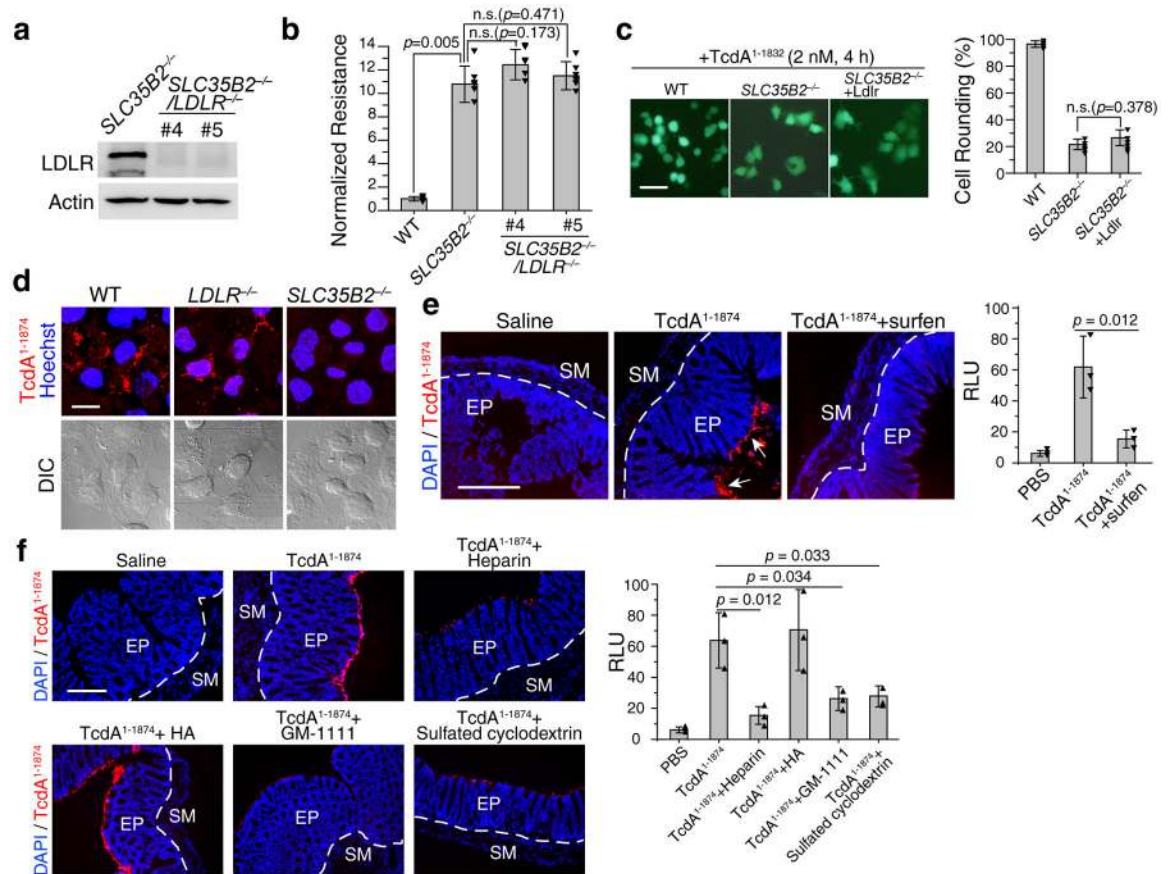 a
SLC35B2⁻/⁻
SLC35B2⁻/⁻
/LDLR⁻/⁻
#4 #5
LDLR
Actin
b
n.s.(p=0.471)
n.s.(p=0.173)
p=0.005
Normalized Resistance
14
12
10
8
6
4
2
0
WT
SLC35B2⁻/⁻
#4 #5
SLC35B2⁻/⁻
/LDLR⁻/⁻
c
+TcdA¹⁻¹⁸³² (2 nM, 4 h)
WT
SLC35B2⁻/⁻
SLC35B2⁻/⁻
+Ldlr
Cell Rounding (%)
100
80
60
40
20
0
n.s.(p=0.378)
WT
SLC35B2⁻/⁻
SLC35B2⁻/⁻
+Ldlr
d
WT LDLR⁻/⁻ SLC35B2⁻/⁻
TcdA¹⁻¹⁸⁷⁴
Hoechst
DIC
e
Saline TcdA¹⁻¹⁸⁷⁴ TcdA¹⁻¹⁸⁷⁴+surfen
DAPI / TcdA¹⁻¹⁸⁷⁴
SM
EP
SM
EP
SM
EP
RLU
100
80
60
40
20
0
p = 0.012
PBS
TcdA¹⁻¹⁸⁷⁴
TcdA¹⁻¹⁸⁷⁴
+surfen
f
Saline
TcdA¹⁻¹⁸⁷⁴
TcdA¹⁻¹⁸⁷⁴+
Heparin
DAPI / TcdA¹⁻¹⁸⁷⁴
EP
SM
SM
EP
EP
SM
TcdA¹⁻¹⁸⁷⁴+ HA
TcdA¹⁻¹⁸⁷⁴+
GM-1111
TcdA¹⁻¹⁸⁷⁴+
Sulfated cyclodextrin
DAPI / TcdA¹⁻¹⁸⁷⁴
EP
SM
EP
SM
EP
SM
p = 0.033
p = 0.034
p = 0.012
RLU
100
80
60
40
20
0
PBS
TcdA¹⁻¹⁸⁷⁴
TcdA¹⁻¹⁸⁷⁴+Heparin
TcdA¹⁻¹⁸⁷⁴+HA
TcdA¹⁻¹⁸⁷⁴+GM-1111
TcdA¹⁻¹⁸⁷⁴+
Sulfated cyclodextrin